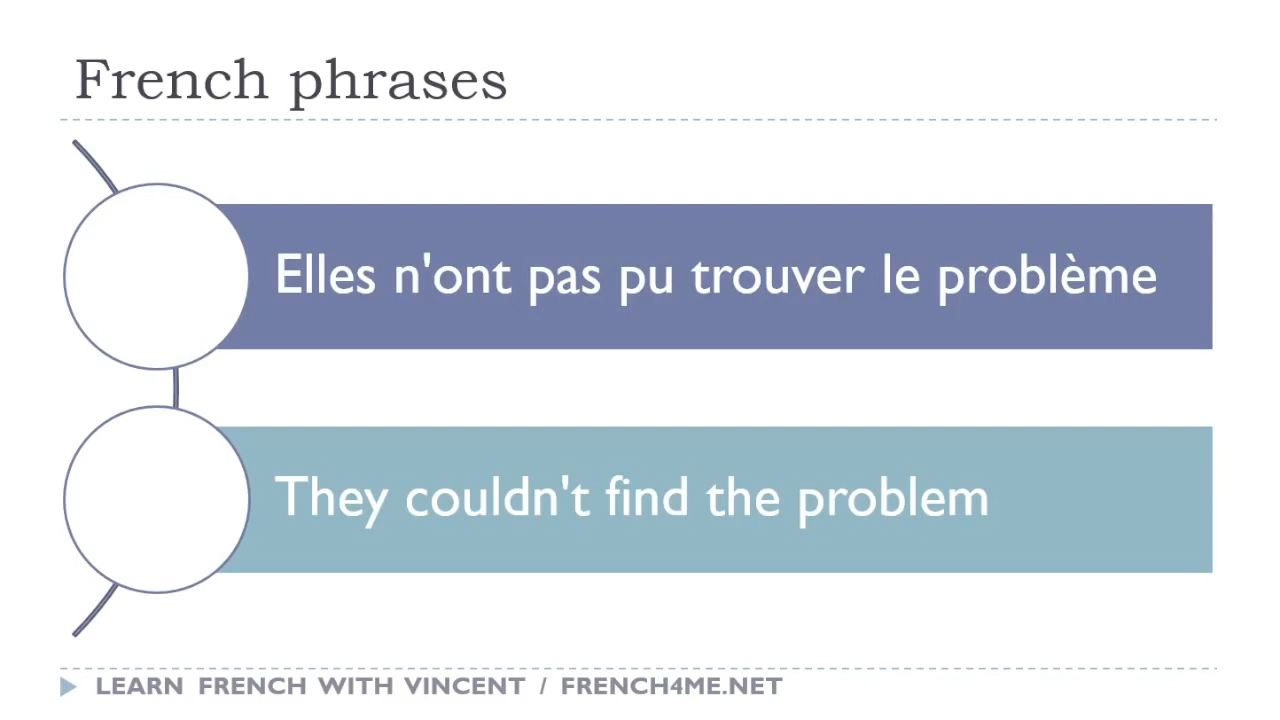 French phrases
Elles n'ont pas pu trouver le problème
They couldn't find the problem
LEARN FRENCH WITH VINCENT / FRENCH4ME.NET